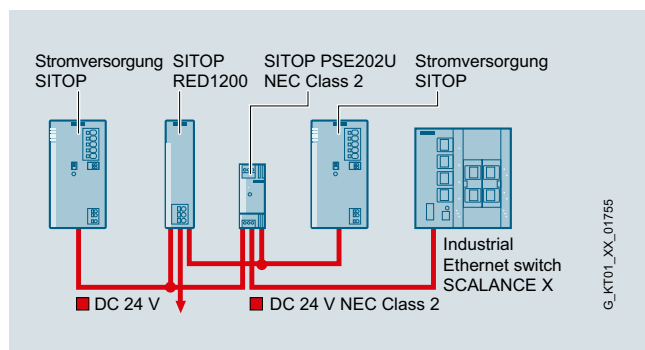 Stromversorgung
SITOP
SITOP
RED1200
SITOP PSE202U
NEC Class 2
Stromversorgung
SITOP
Industrial
Ethernet switch
SCALANCE X
DC 24 V
DC 24 V NEC Class 2
G_KT01_XX_01755